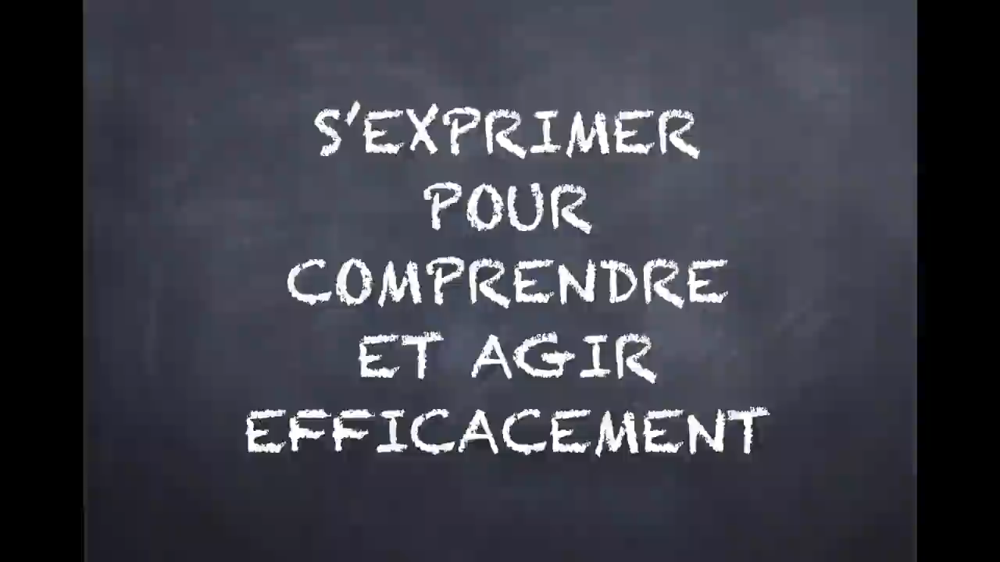 S'EXPRIMER
POUR
COMPRENDRE
ET AGIR
EFFICACEMENT